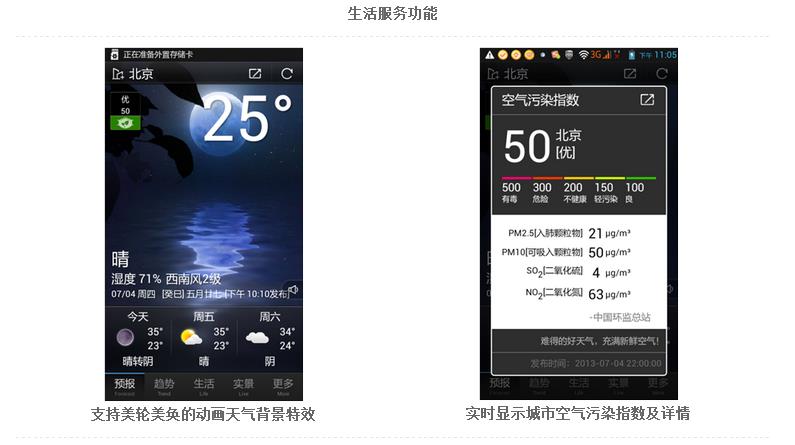 生活服务功能
正在准备外置存储卡
北京
优
50
25°
晴
湿度 71% 西南风2级
07/04 周四 [癸巳] 五月廿七 [下午 10:10发布]
今天 周五 周六
35° 35° 34°
23° 23° 24°
晴转阴 晴 阴
预报 趋势 生活 实景 更多
Forecast Trend Life Live More
支持美轮美奂的动画天气背景特效
3G 下午 11:05
北京
空气污染指数
50 北京
[优]
500 300 200 150 100
有毒 危险 不健康 轻污染 良
PM2.5[入肺颗粒物] 21 μg/m³
PM10[可吸入颗粒物] 50 μg/m³
SO2[二氧化硫] 4 μg/m³
NO2[二氧化氮] 63 μg/m³
-中国环监总站
难得的好天气，充满新鲜空气!
发布时间：2013-07-04 22:00:00
预报 趋势 生活 实景 更多
实时显示城市空气污染指数及详情